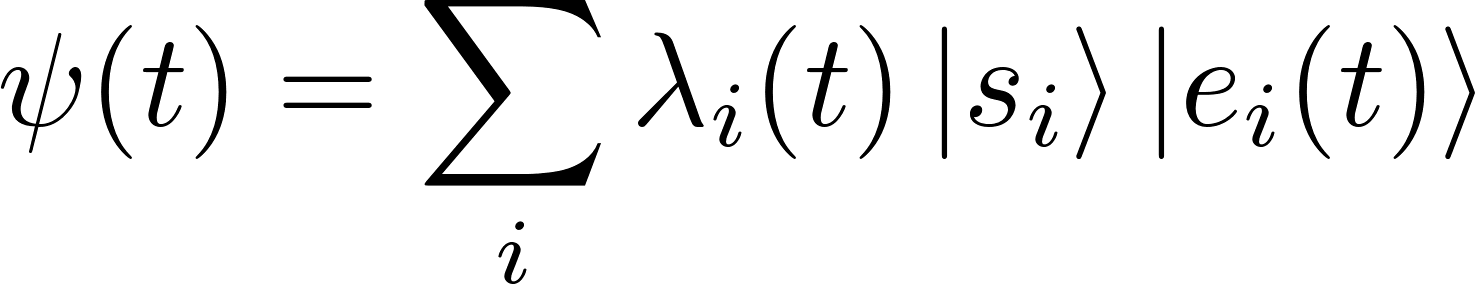 ψ(t) = ∑_i λ_i(t) |s_i⟩ |e_i(t)⟩